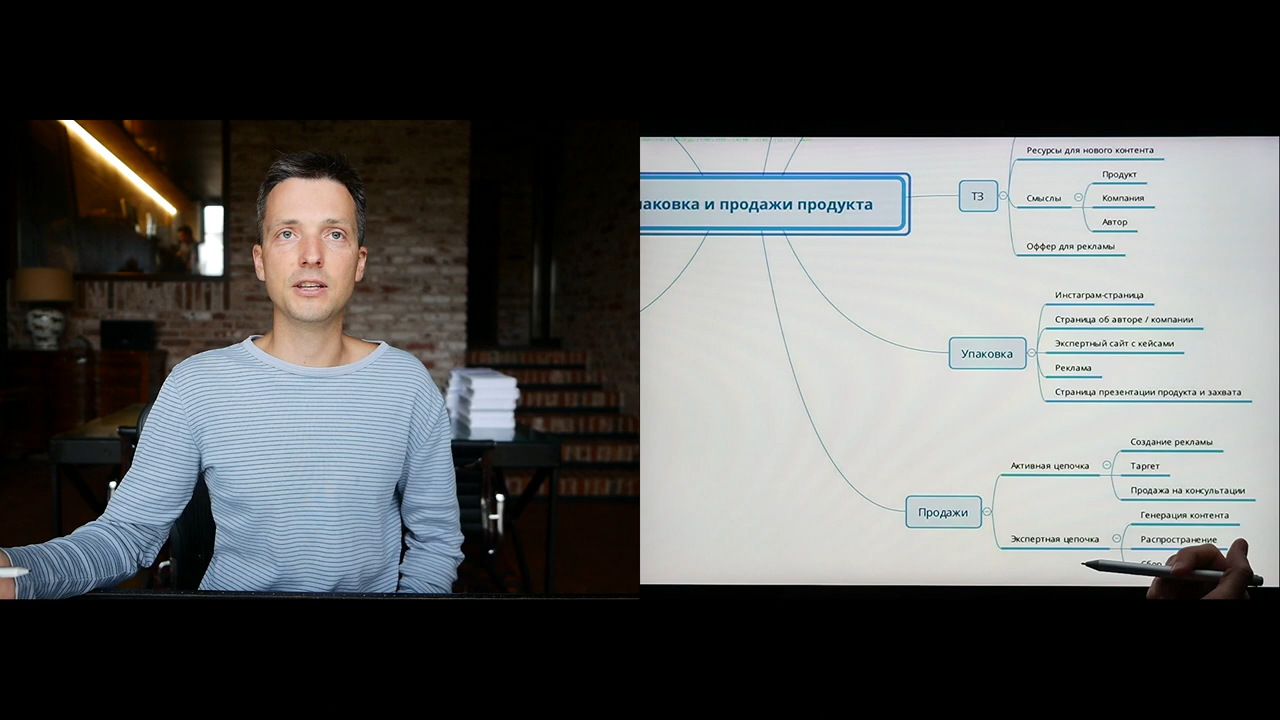 Ресурсы для нового контента
Продукт
ТЗ
Смыслы
Компания
и продажи продукта
Автор
Оффер для рекламы
Инстаграм-страница
Страница об авторе / компании
Экспертный сайт с кейсами
Упаковка
Реклама
Страница презентации продукта и захвата
Создание рекламы
Активная цепочка
Таргет
Продажа на консультации
Продажи
Генерация контента
Экспертная цепочка
Распространение